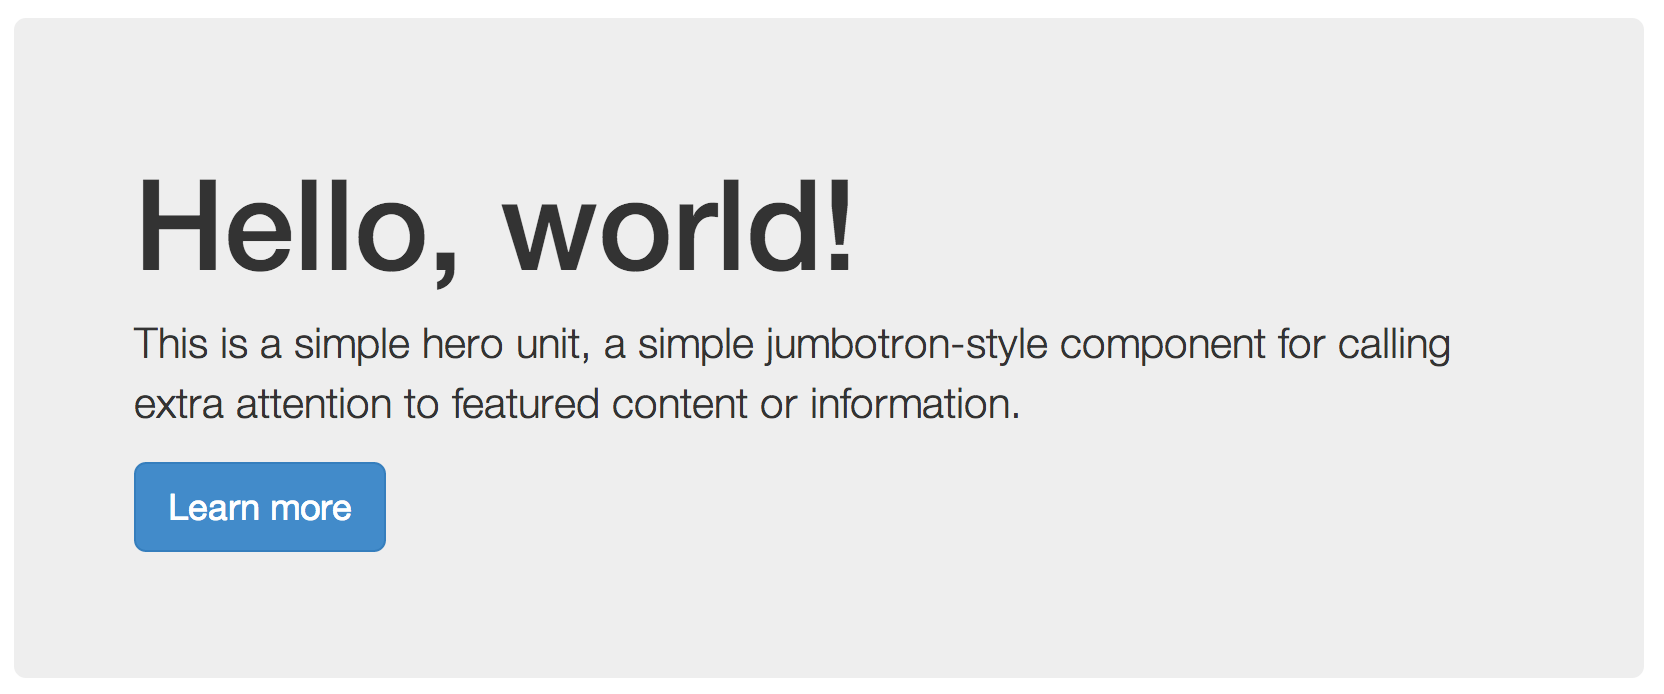 Hello, world!
This is a simple hero unit, a simple jumbotron-style component for calling
extra attention to featured content or information.
Learn more